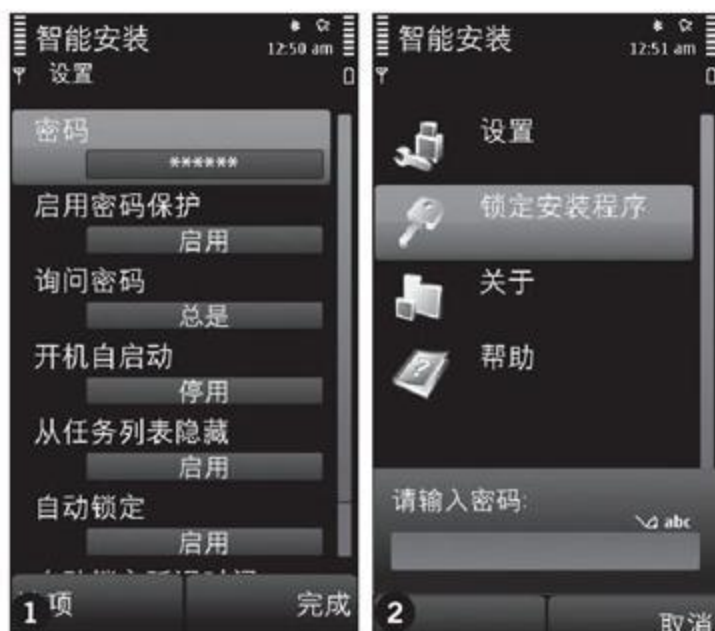 智能安装
12:50 am
设置
密码
******
启用密码保护
启用
询问密码
总是
开机自启动
停用
从任务列表隐藏
启用
自动锁定
启用
1 项
完成
智能安装
12:51 am
设置
锁定安装程序
关于
帮助
请输入密码:
abc
2
取消